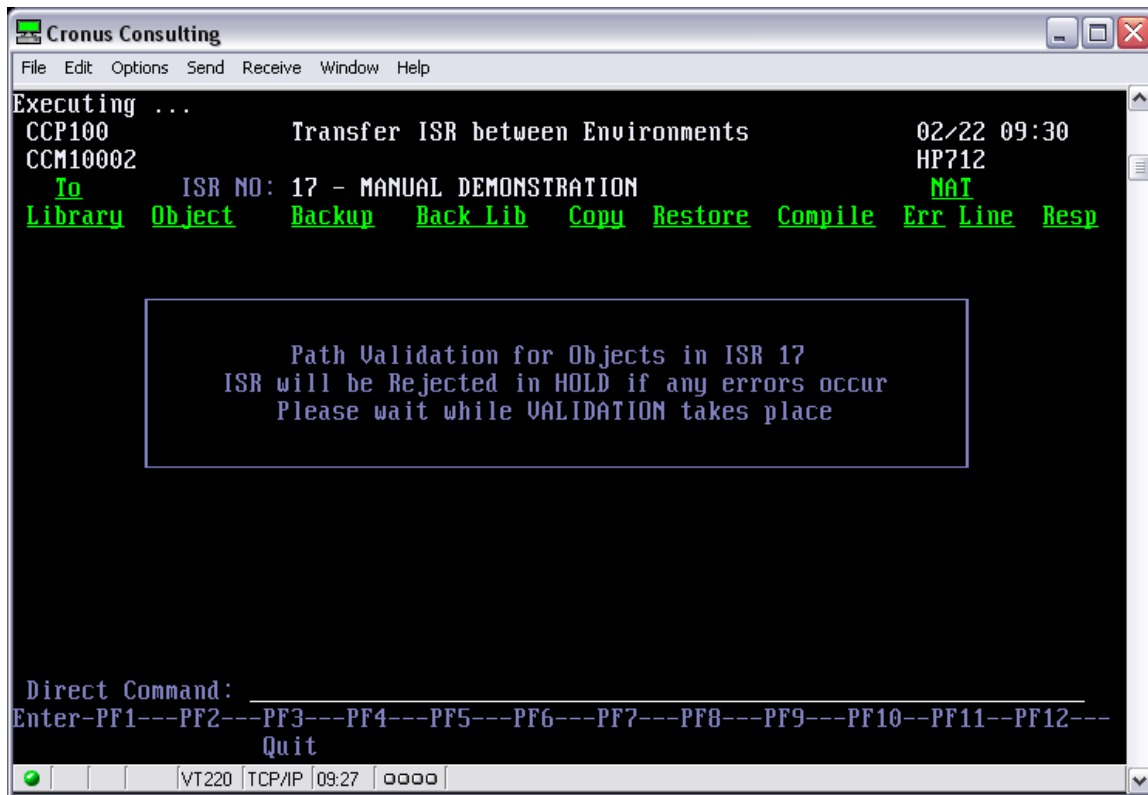 Cronus Consulting
File Edit Options Send Receive Window Help
Executing ...
CCP100 Transfer ISR between Environments 02/22 09:30
CCM10002 HP712
To ISR NO: 17 - MANUAL DEMONSTRATION NAT
Library Object Backup Back Lib Copy Restore Compile Err Line Resp
Path Validation for Objects in ISR 17
ISR will be Rejected in HOLD if any errors occur
Please wait while VALIDATION takes place
Direct Command:
Enter-PF1---PF2---PF3---PF4---PF5---PF6---PF7---PF8---PF9---PF10--PF11--PF12---
Quit
VT220 TCP/IP 09:27